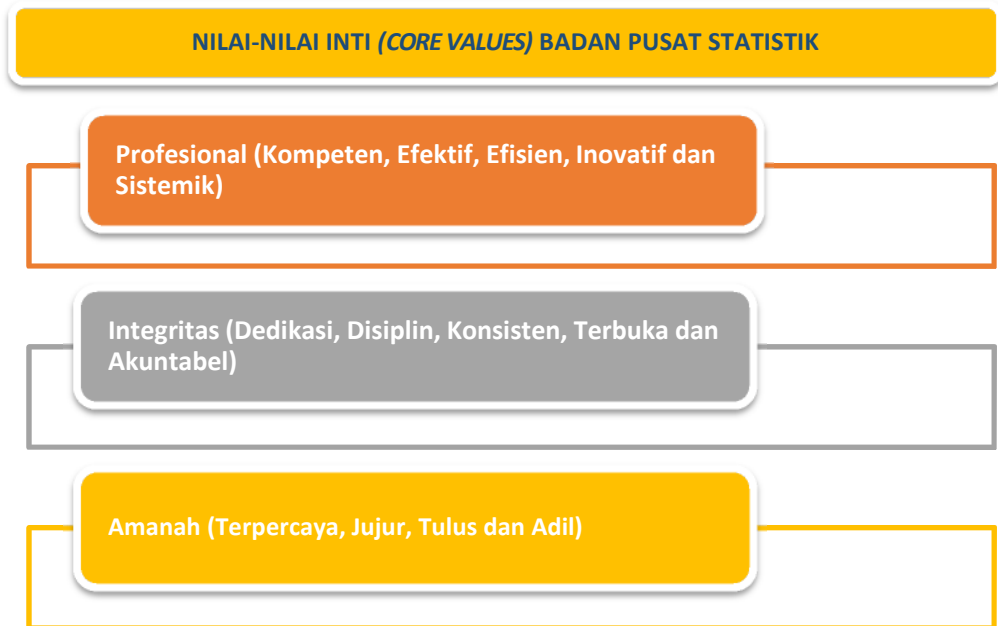 NILAI-NILAI INTI (CORE VALUES) BADAN PUSAT STATISTIK
Profesional (Kompeten, Efektif, Efisien, Inovatif dan
Sistemik)
Integritas (Dedikasi, Disiplin, Konsisten, Terbuka dan
Akuntabel)
Amanah (Terpercaya, Jujur, Tulus dan Adil)